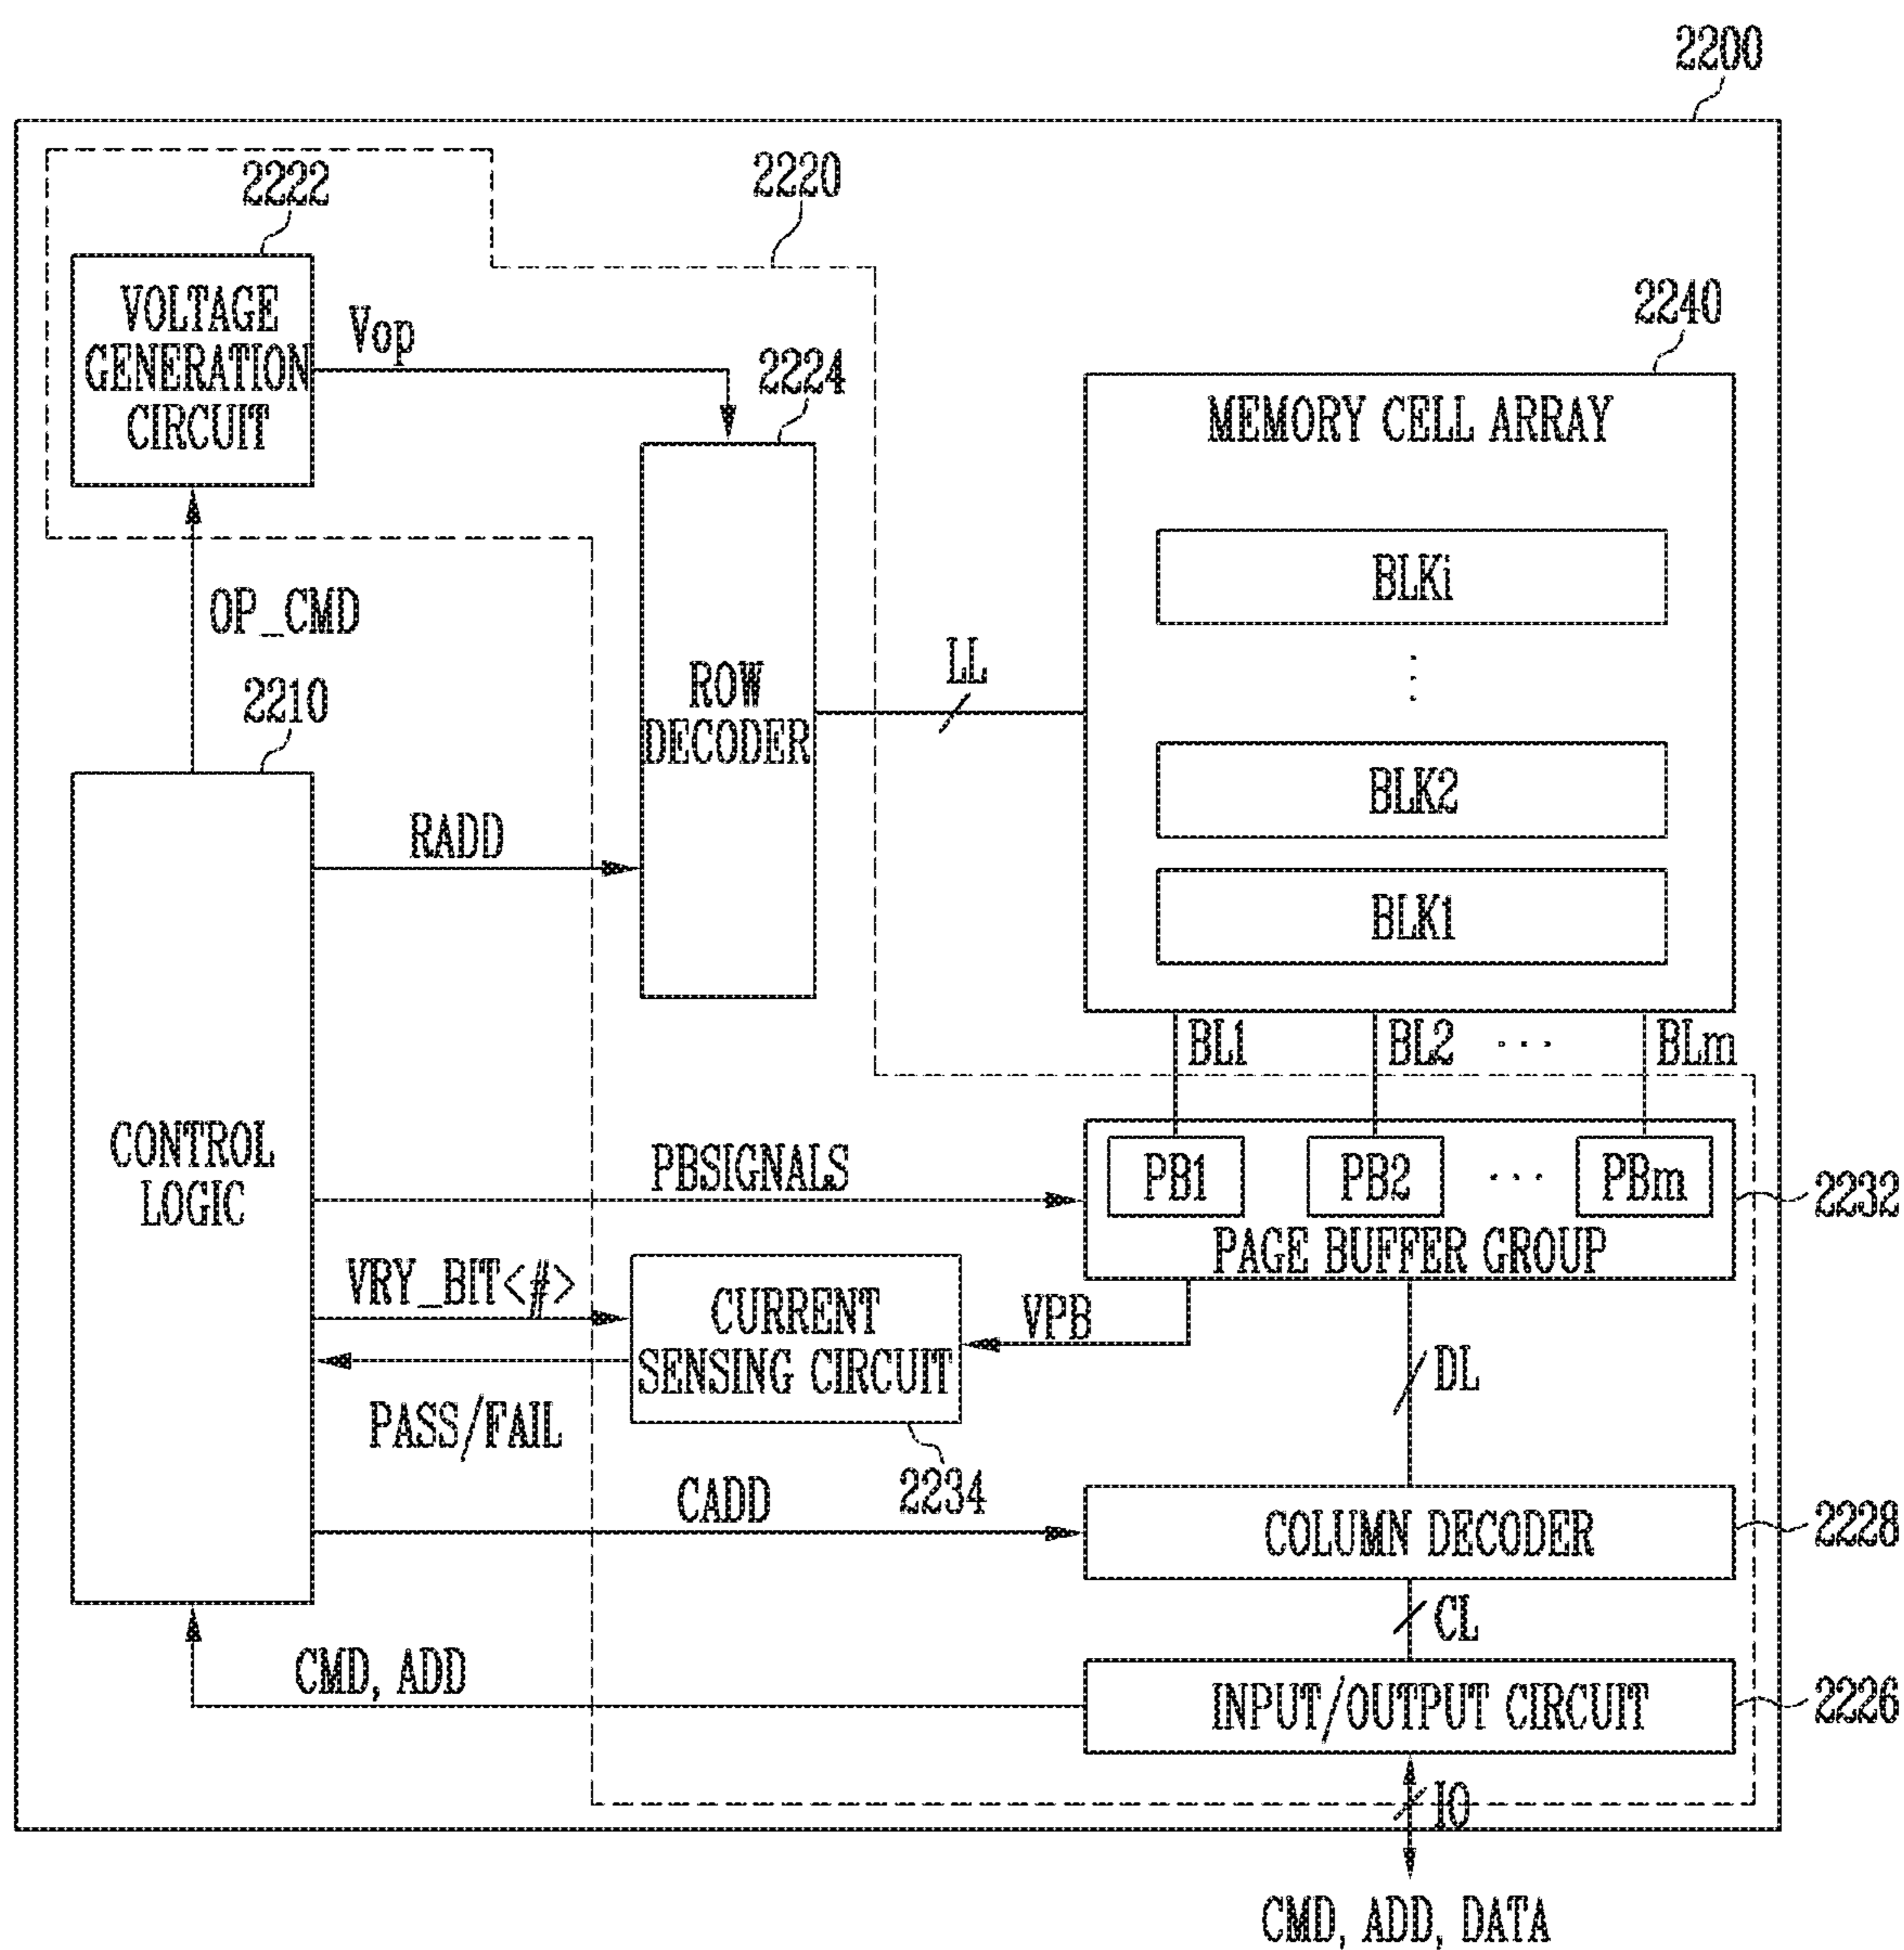 2200
2220
2222
VOLTAGE
GENERATION
CIRCUIT
Vop
2224
2240
MEMORY CELL ARRAY
BLKi
⋮
BLK2
BLK1
OP_CMD
2210
ROW
DECODER
LL
RADD
BL1
BL2
...
BLm
CONTROL
LOGIC
PBSIGNALS
PB1
PB2
...
PBm
PAGE BUFFER GROUP
2232
VRY_BIT<#>
CURRENT
SENSING CIRCUIT
VPB
PASS/FAIL
2234
DL
CADD
COLUMN DECODER
2228
CL
CMD, ADD
INPUT/OUTPUT CIRCUIT
2226
IO
CMD, ADD, DATA